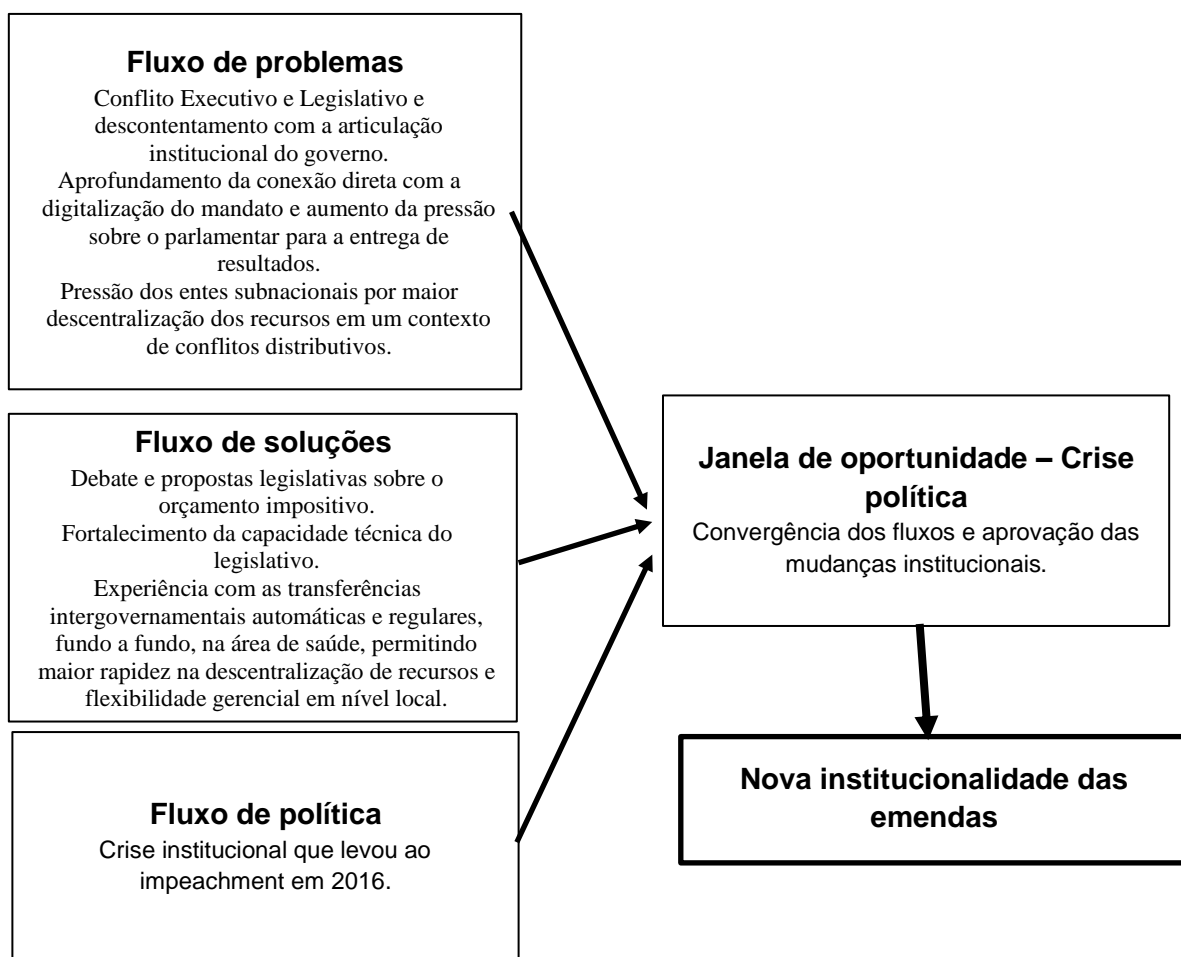 Fluxo de problemas
Conflito Executivo e Legislativo e
descontentamento com a articulação
institucional do governo.
Aprofundamento da conexão direta com a
digitalização do mandato e aumento da pressão
sobre o parlamentar para a entrega de
resultados.
Pressão dos entes subnacionais por maior
descentralização dos recursos em um contexto
de conflitos distributivos.
Fluxo de soluções
Debate e propostas legislativas sobre o
orçamento impositivo.
Fortalecimento da capacidade técnica do
legislativo.
Experiência com as transferências
intergovernamentais automáticas e regulares,
fundo a fundo, na área de saúde, permitindo
maior rapidez na descentralização de recursos e
flexibilidade gerencial em nível local.
Fluxo de política
Crise institucional que levou ao
impeachment em 2016.
Janela de oportunidade – Crise
política
Convergência dos fluxos e aprovação das
mudanças institucionais.
Nova institucionalidade das
emendas